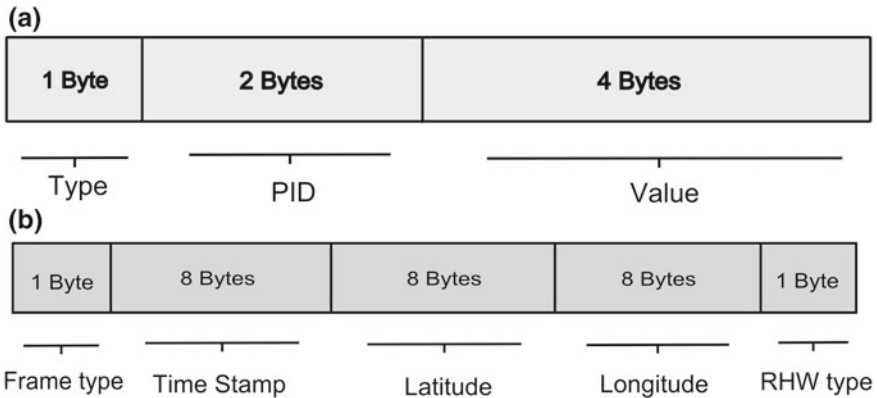 (a)
1 Byte 2 Bytes 4 Bytes
Type PID Value
(b)
1 Byte 8 Bytes 8 Bytes 8 Bytes 1 Byte
Frame type Time Stamp Latitude Longitude RHW type